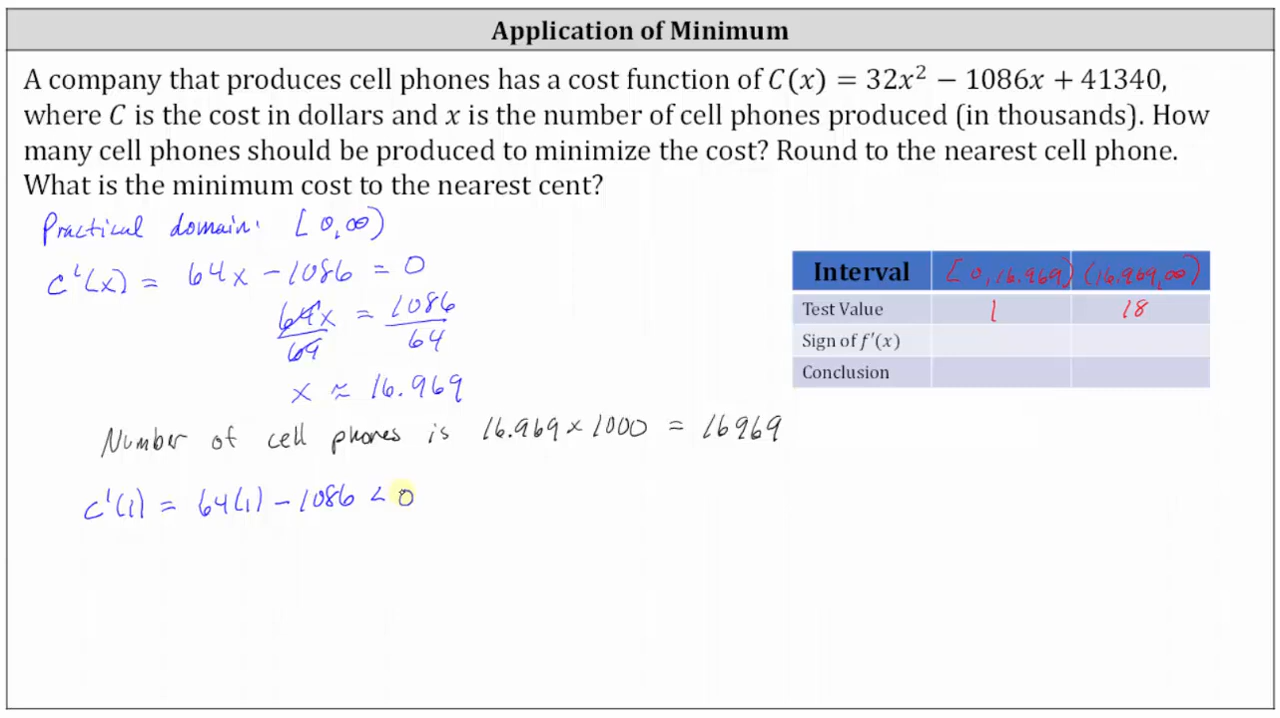 Application of Minimum
A company that produces cell phones has a cost function of C(x) = 32x² − 1086x + 41340,
where C is the cost in dollars and x is the number of cell phones produced (in thousands). How
many cell phones should be produced to minimize the cost? Round to the nearest cell phone.
What is the minimum cost to the nearest cent?
Practical domain: [0,∞)
C'(x) = 64x − 1086 = 0
64x/64 = 1086/64
x ≈ 16.969
Number of cell phones is 16.969 × 1000 = 16969
C'(1) = 64(1) − 1086 < 0
Interval [0,16.969) (16.969,∞)
Test Value 1 18
Sign of f′(x)
Conclusion